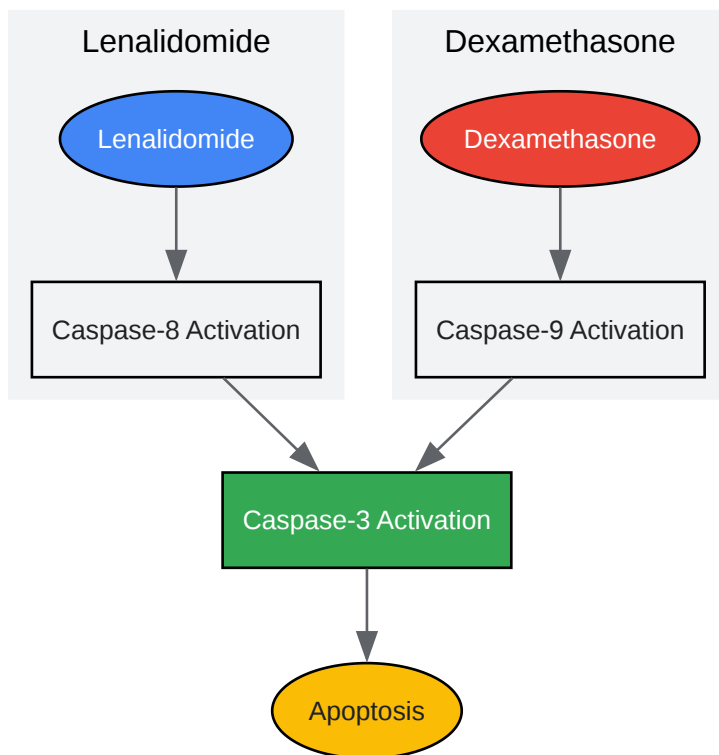 Lenalidomide
Dexamethasone
Lenalidomide
Dexamethasone
Caspase-8 Activation
Caspase-9 Activation
Caspase-3 Activation
Apoptosis